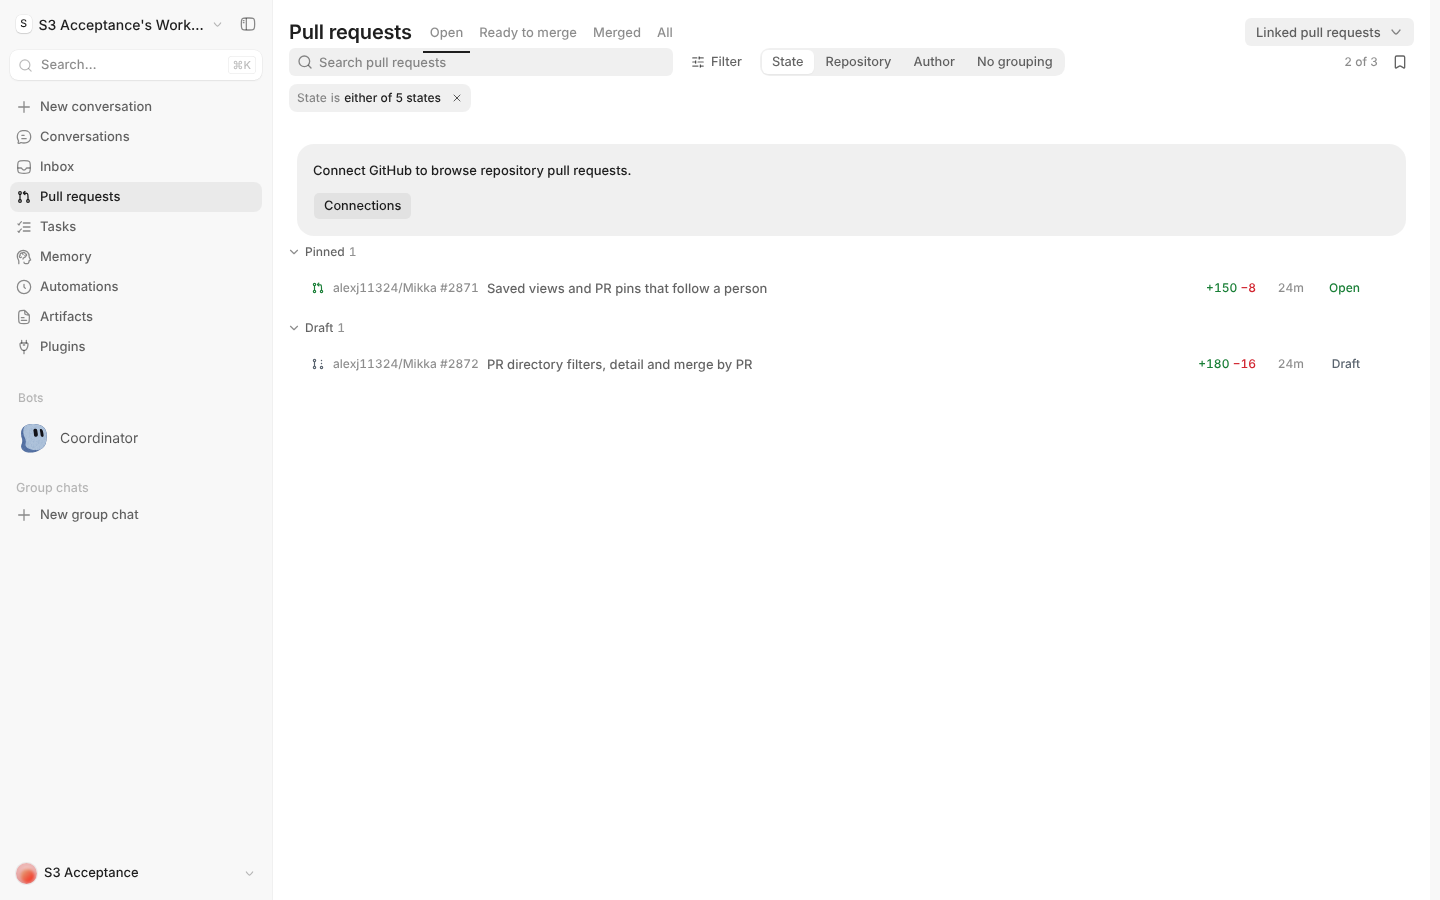 S S3 Acceptance's Work...
Search... ⌘K
New conversation
Conversations
Inbox
Pull requests
Tasks
Memory
Automations
Artifacts
Plugins
Bots
Coordinator
Group chats
New group chat
S3 Acceptance
Pull requests Open Ready to merge Merged All Linked pull requests
Search pull requests Filter State Repository Author No grouping 2 of 3
State is either of 5 states ×
Connect GitHub to browse repository pull requests.
Connections
Pinned 1
alexj11324/Mikka #2871 Saved views and PR pins that follow a person +150 −8 24m Open
Draft 1
alexj11324/Mikka #2872 PR directory filters, detail and merge by PR +180 −16 24m Draft